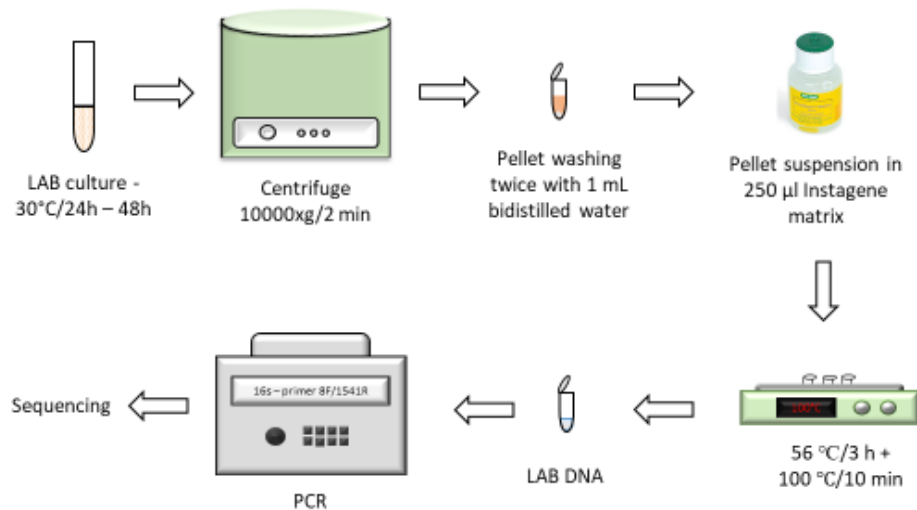 LAB culture -
30°C/24h – 48h
Centrifuge
10000xg/2 min
Pellet washing
twice with 1 mL
bidistilled water
Pellet suspension in
250 µl Instagene
matrix
100°C
56 °C/3 h +
100 °C/10 min
LAB DNA
16s – primer 8F/1541R
PCR
Sequencing